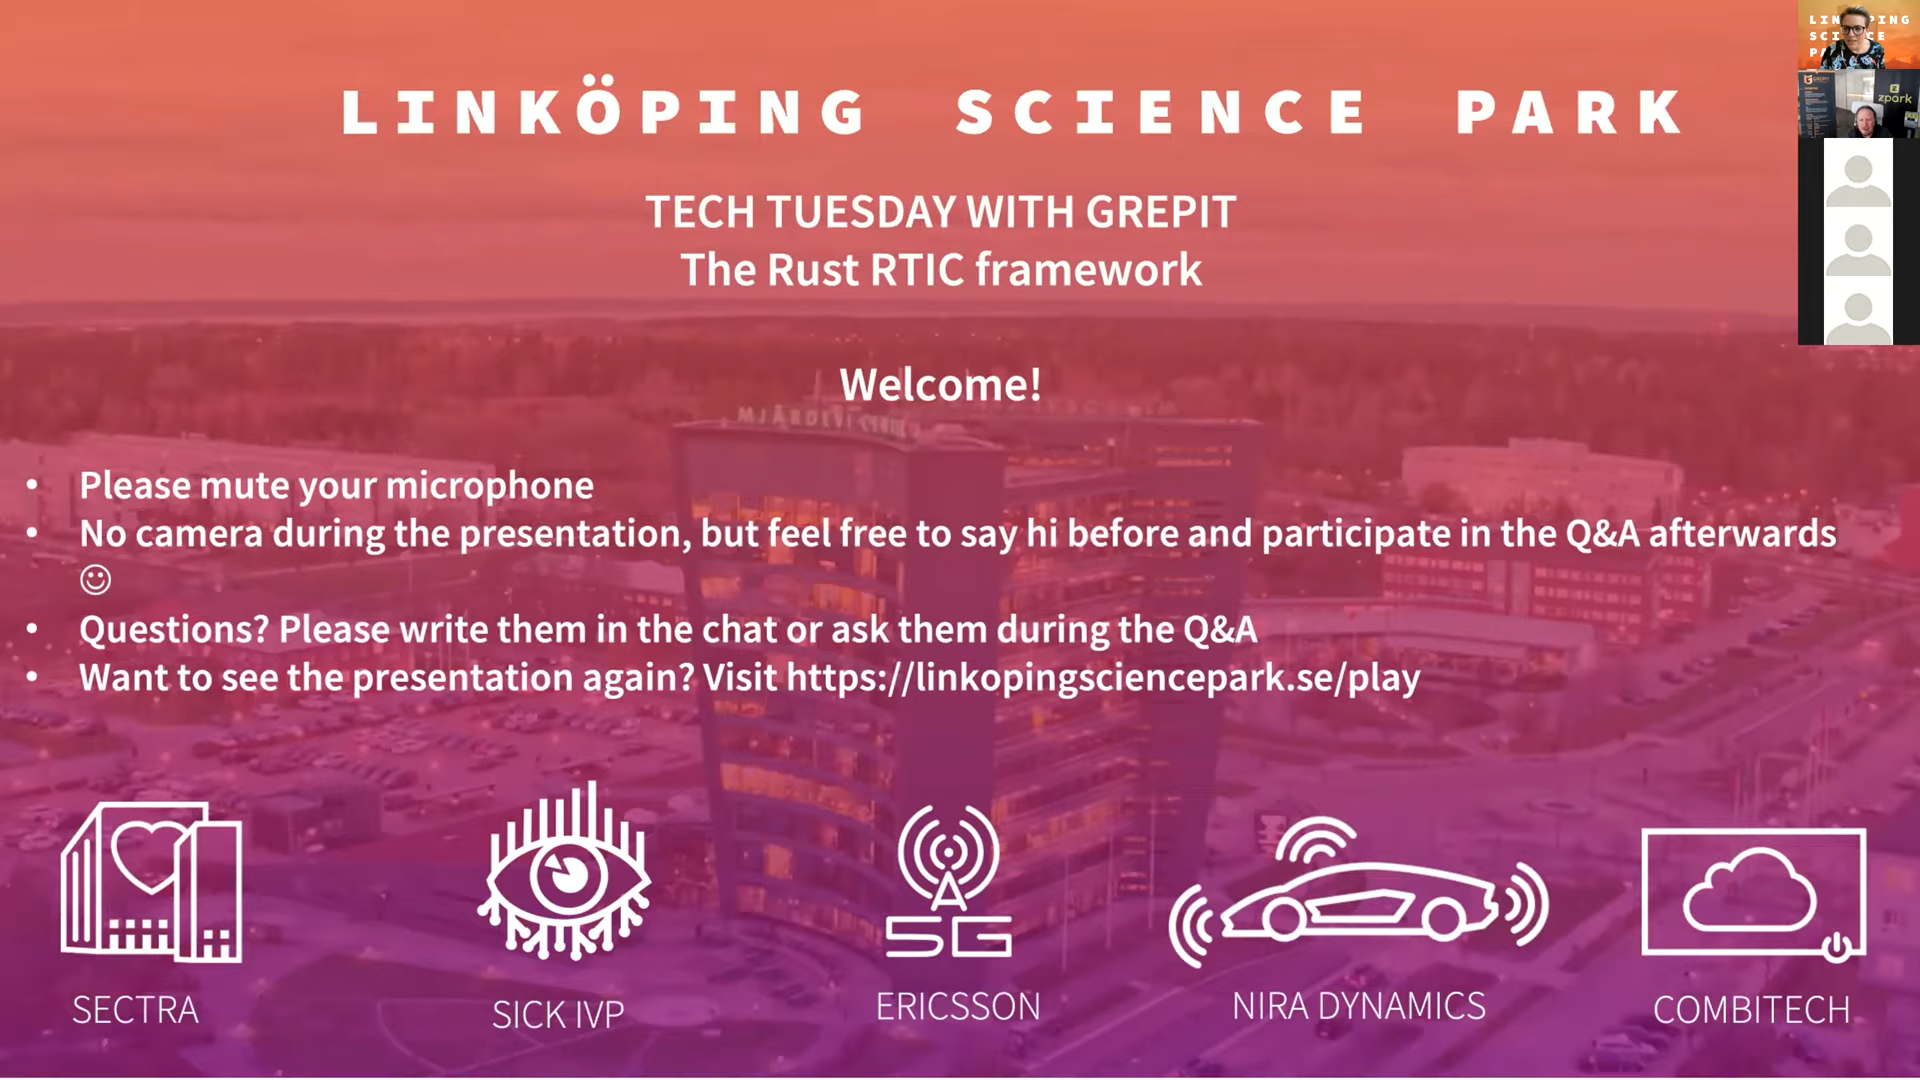 LINKÖPING SCIENCE PARK
TECH TUESDAY WITH GREPIT
The Rust RTIC framework
Welcome!
MJÄRDEVI
• Please mute your microphone
• No camera during the presentation, but feel free to say hi before and participate in the Q&A afterwards
☺
• Questions? Please write them in the chat or ask them during the Q&A
• Want to see the presentation again? Visit https://linkopingsciencepark.se/play
5G
SECTRA
SICK IVP
ERICSSON
NIRA DYNAMICS
COMBITECH
zpark